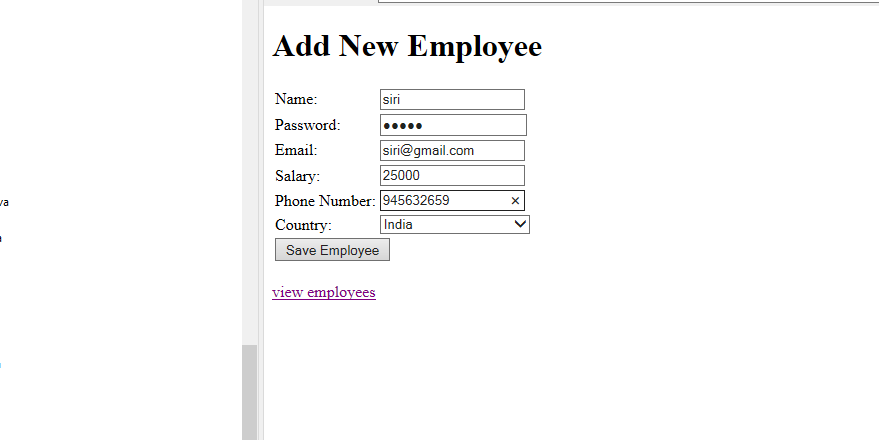 Add New Employee
Name: siri
Password: ●●●●●
Email: siri@gmail.com
Salary: 25000
Phone Number: 945632659 ×
Country: India
Save Employee
view employees
va